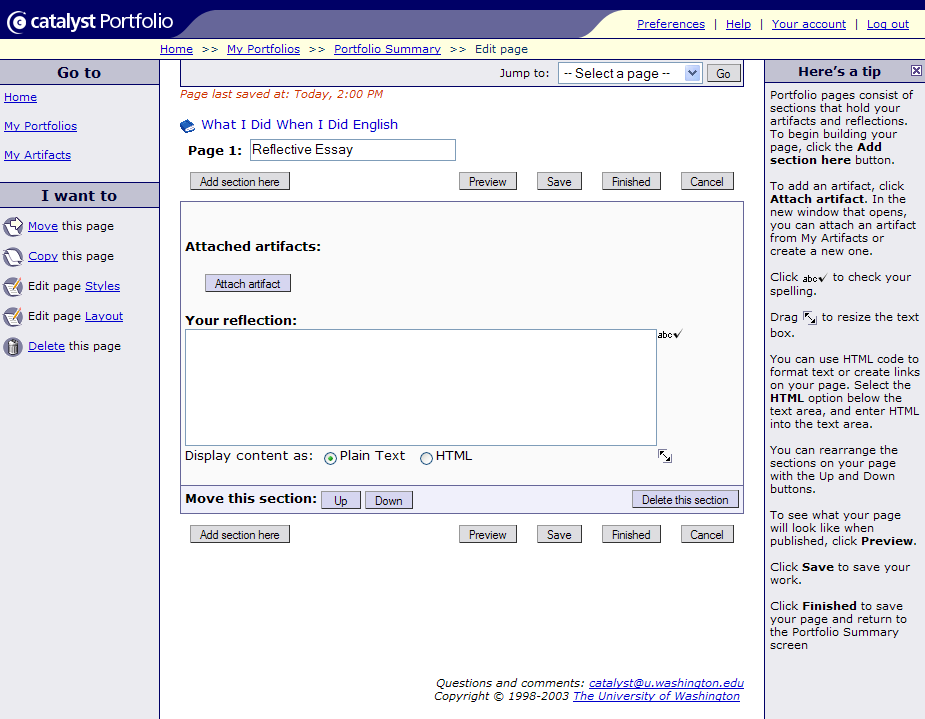 catalyst Portfolio
Preferences | Help | Your account | Log out
Home >> My Portfolios >> Portfolio Summary >> Edit page
Go to
Home
My Portfolios
My Artifacts
I want to
Move this page
Copy this page
Edit page Styles
Edit page Layout
Delete this page
Jump to: -- Select a page -- Go
Page last saved at: Today, 2:00 PM
What I Did When I Did English
Page 1: Reflective Essay
Add section here Preview Save Finished Cancel
Attached artifacts:
Attach artifact
Your reflection:
abc
Display content as: Plain Text HTML
Move this section: Up Down Delete this section
Add section here Preview Save Finished Cancel
Questions and comments: catalyst@u.washington.edu
Copyright © 1998-2003 The University of Washington
Here's a tip
Portfolio pages consist of
sections that hold your
artifacts and reflections.
To begin building your
page, click the Add
section here button.
To add an artifact, click
Attach artifact. In the
new window that opens,
you can attach an artifact
from My Artifacts or
create a new one.
Click abc to check your
spelling.
Drag to resize the text
box.
You can use HTML code to
format text or create links
on your page. Select the
HTML option below the
text area, and enter HTML
into the text area.
You can rearrange the
sections on your page
with the Up and Down
buttons.
To see what your page
will look like when
published, click Preview.
Click Save to save your
work.
Click Finished to save
your page and return to
the Portfolio Summary
screen